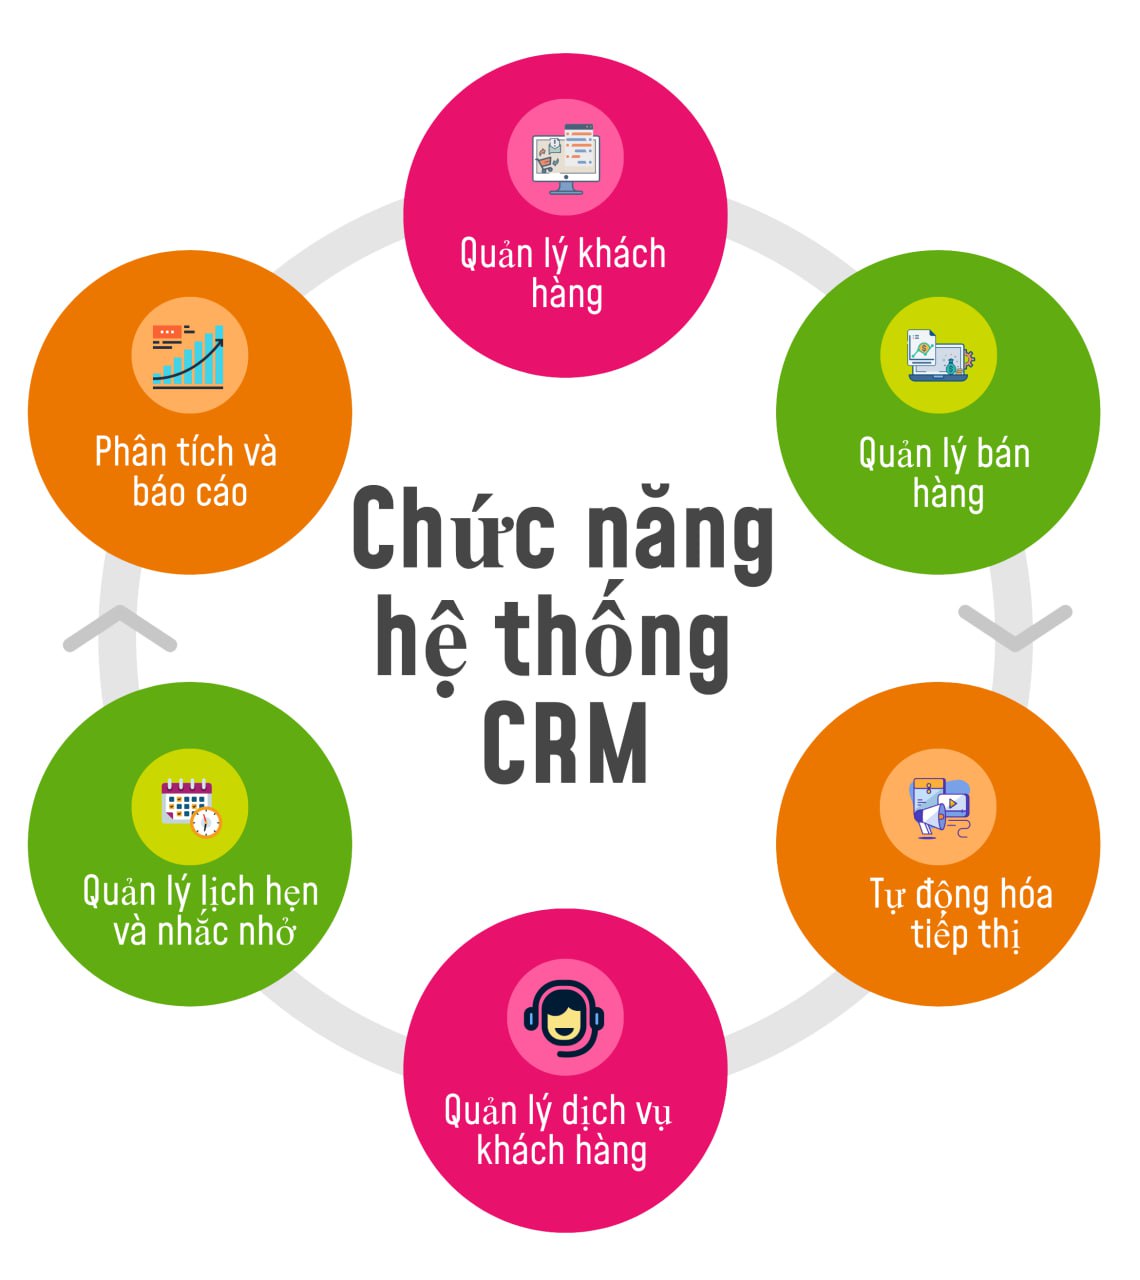 Quản lý khách
hàng
Quản lý bán
hàng
Phân tích và
báo cáo
Chức năng
hệ thống
CRM
Quản lý lịch hẹn
và nhắc nhở
Tự động hóa
tiếp thị
Quản lý dịch vụ
khách hàng